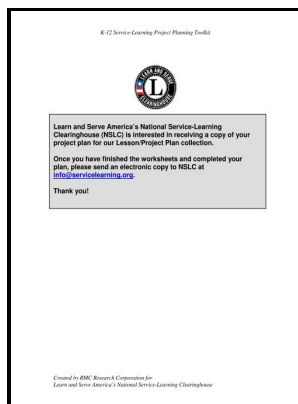 K-12 Service-Learning Project Planning Toolkit
LEARN AND SERVE
L
CLEARINGHOUSE
Learn and Serve America's National Service-Learning
Clearinghouse (NSLC) is interested in receiving a copy of your
project plan for our Lesson/Project Plan collection.
Once you have finished the worksheets and completed your
plan, please send an electronic copy to NSLC at
info@servicelearning.org.
Thank you!
Created by RMC Research Corporation for
Learn and Serve America's National Service-Learning Clearinghouse